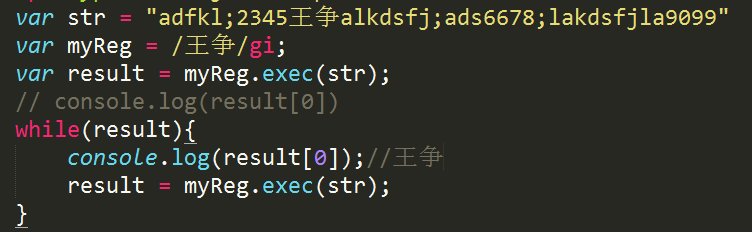 var str = "adfkl;2345王争alkdsfj;ads6678;lakdsfjla9099"
var myReg = /王争/gi;
var result = myReg.exec(str);
// console.log(result[0])
while(result){
    console.log(result[0]);//王争
    result = myReg.exec(str);
}